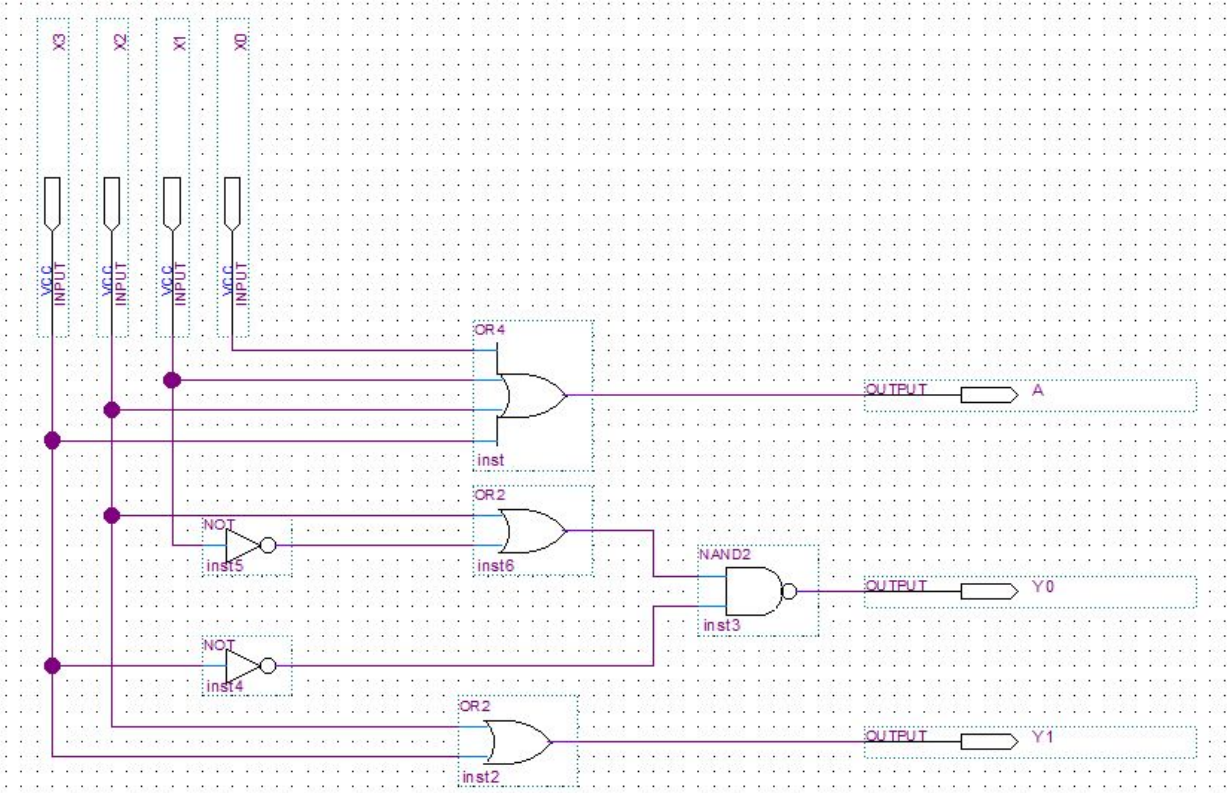 X3
X2
X1
X0
VCC
INPUT
VCC
INPUT
VCC
INPUT
VCC
INPUT
OR4
inst
OUTPUT
A
OR2
inst6
NOT
inst5
NAND2
inst3
OUTPUT
Y0
NOT
inst4
OR2
inst2
OUTPUT
Y1